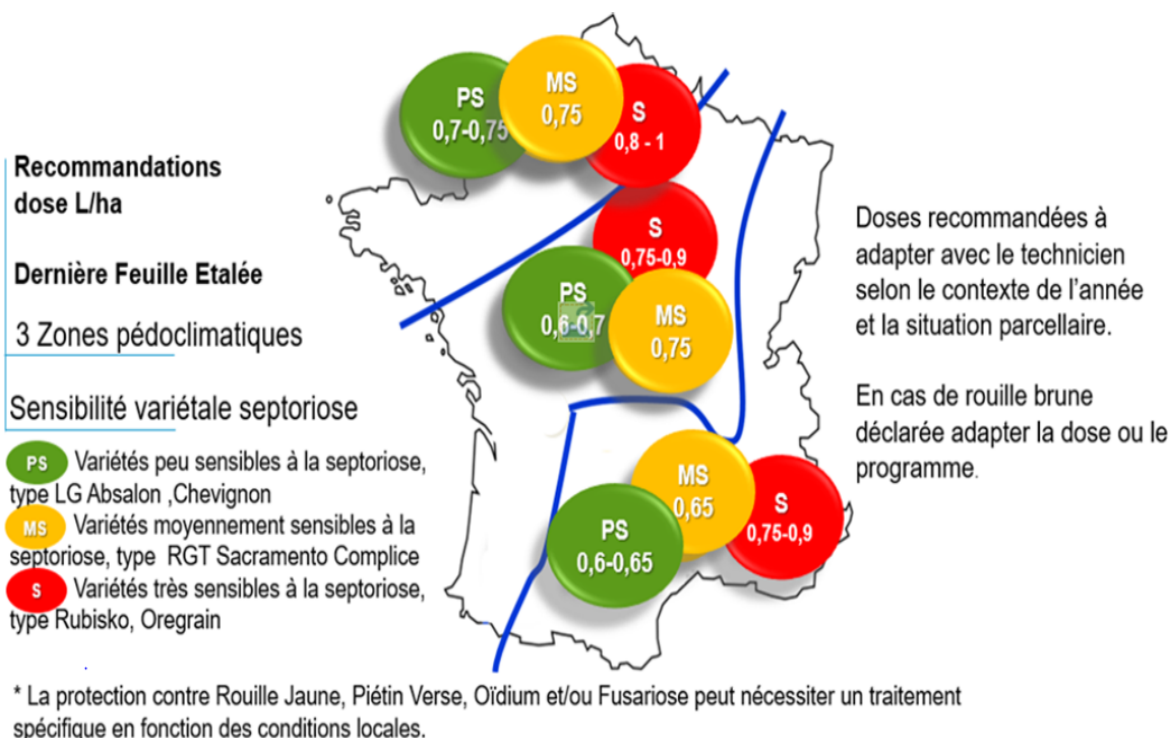 PS
0,7-0,75
MS
0,75
S
0,8 - 1
Recommandations
dose L/ha
Dernière Feuille Etalée
3 Zones pédoclimatiques
Sensibilité variétale septoriose
PS Variétés peu sensibles à la septoriose,
type LG Absalon ,Chevignon
MS Variétés moyennement sensibles à la
septoriose, type RGT Sacramento Complice
S Variétés très sensibles à la septoriose,
type Rubisko, Oregrain
S
0,75-0,9
PS
0,6-0,7
MS
0,75
MS
0,65
PS
0,6-0,65
S
0,75-0,9
Doses recommandées à
adapter avec le technicien
selon le contexte de l'année
et la situation parcellaire.
En cas de rouille brune
déclarée adapter la dose ou le
programme.
* La protection contre Rouille Jaune, Piétin Verse, Oïdium et/ou Fusariose peut nécessiter un traitement
spécifique en fonction des conditions locales.